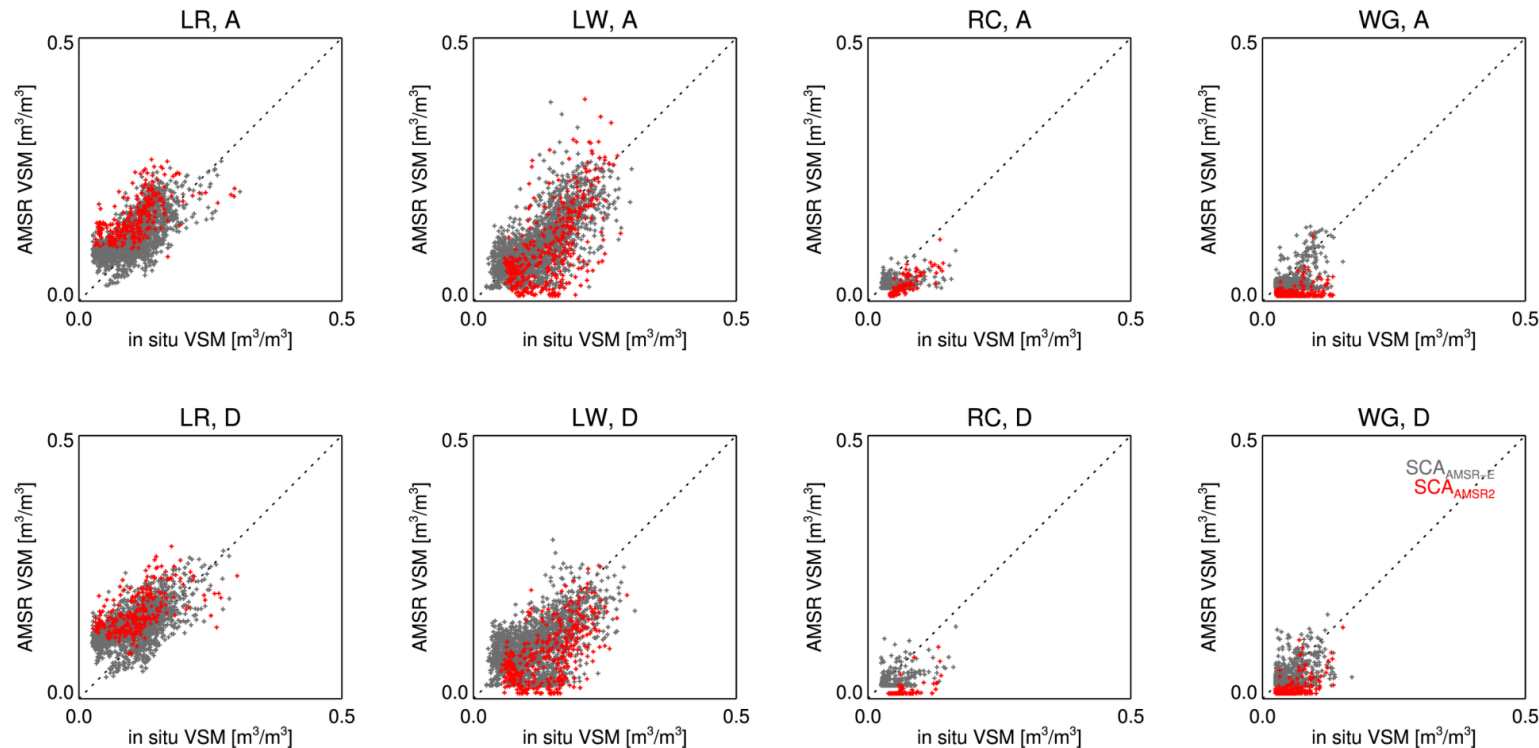 LR, A
LW, A
RC, A
WG, A
0.5
0.5
0.5
0.5
AMSR VSM [m³/m³]
AMSR VSM [m³/m³]
AMSR VSM [m³/m³]
AMSR VSM [m³/m³]
0.0
0.0
0.0
0.0
0.0 0.5
0.0 0.5
0.0 0.5
0.0 0.5
in situ VSM [m³/m³]
in situ VSM [m³/m³]
in situ VSM [m³/m³]
in situ VSM [m³/m³]
LR, D
LW, D
RC, D
WG, D
0.5
0.5
0.5
0.5
SCA AMSR-E
SCA AMSR2
AMSR VSM [m³/m³]
AMSR VSM [m³/m³]
AMSR VSM [m³/m³]
AMSR VSM [m³/m³]
0.0
0.0
0.0
0.0
0.0 0.5
0.0 0.5
0.0 0.5
0.0 0.5
in situ VSM [m³/m³]
in situ VSM [m³/m³]
in situ VSM [m³/m³]
in situ VSM [m³/m³]